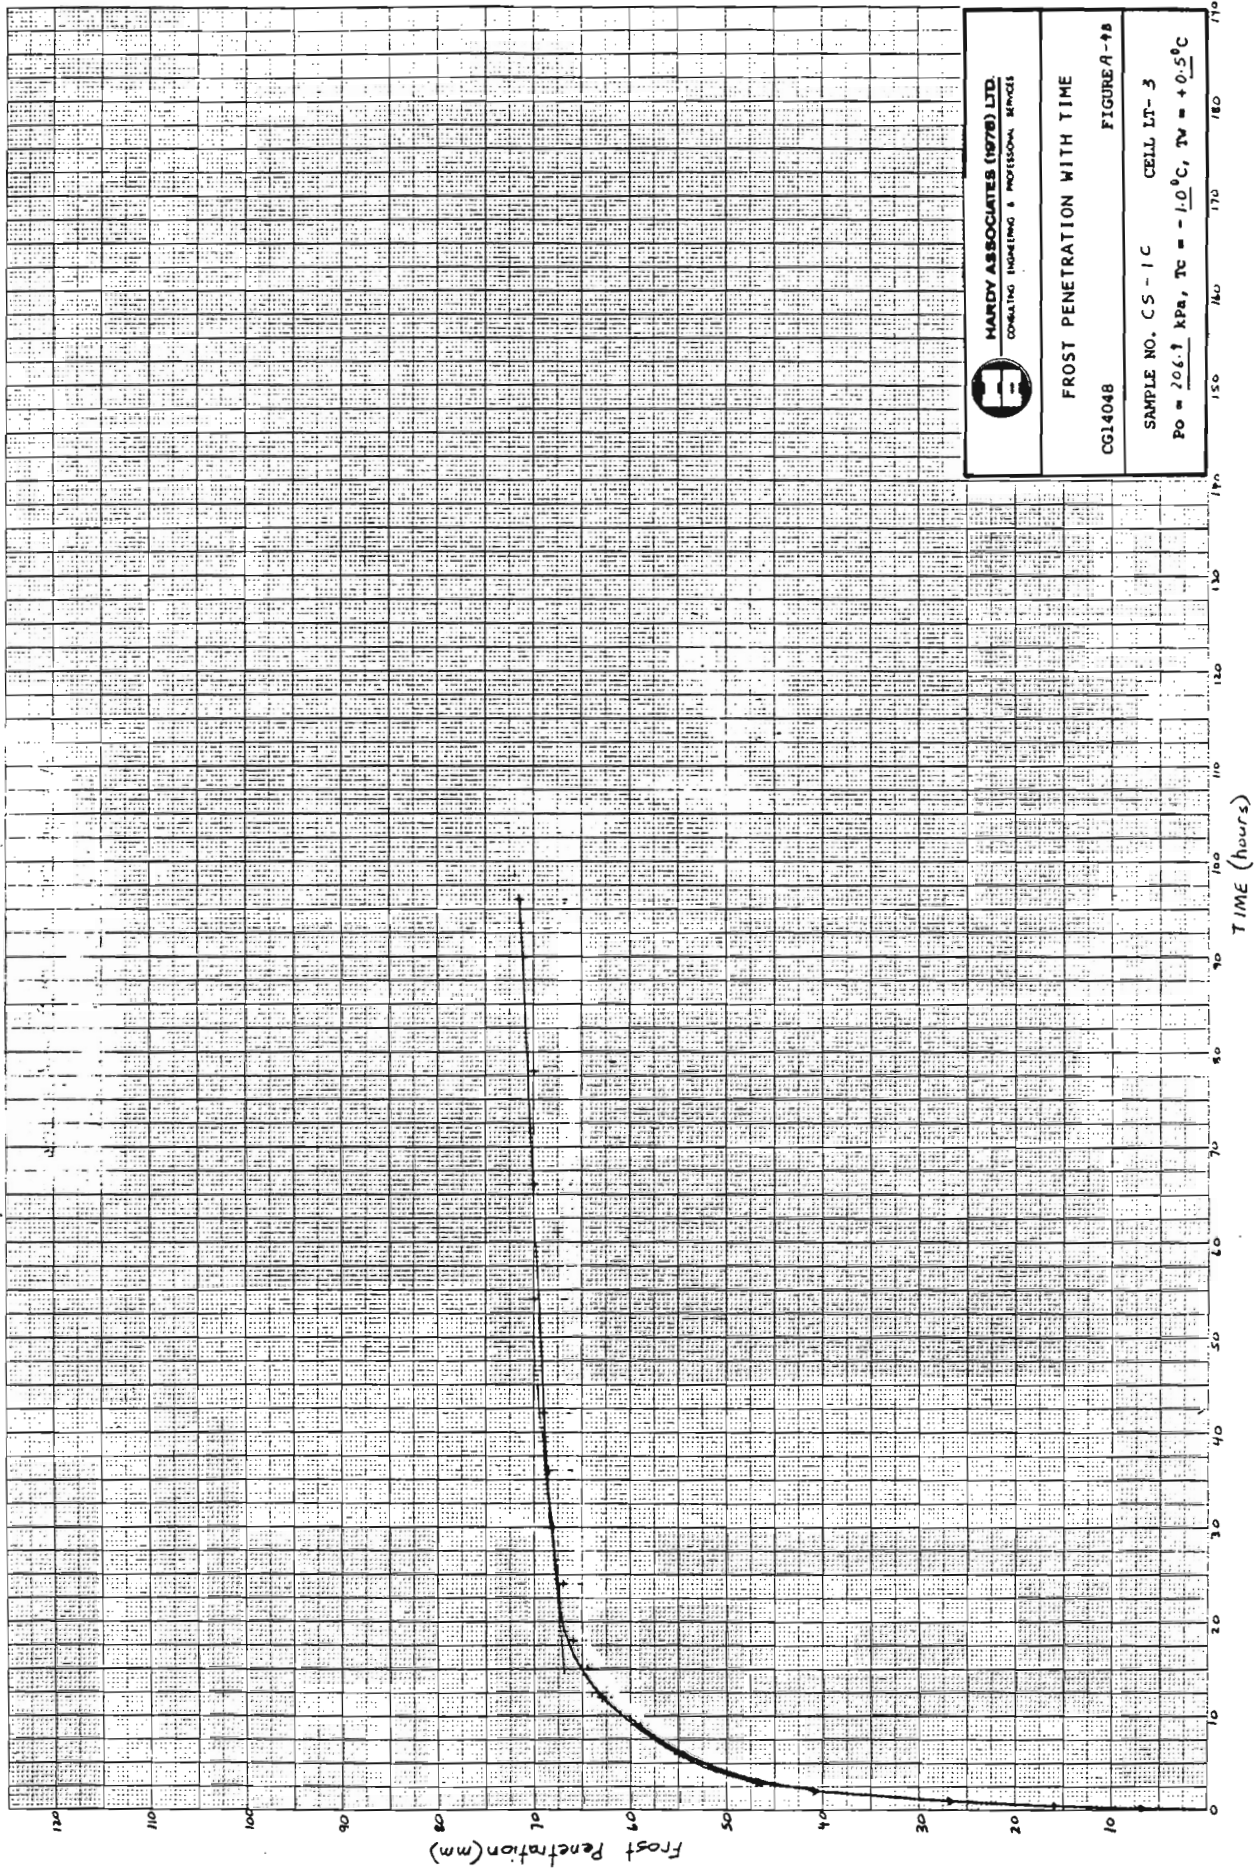 HARDY ASSOCIATES (1978) LTD.
CONSULTING ENGINEERING & PROFESSIONAL SERVICES
FROST PENETRATION WITH TIME
CG14048 FIGURE A-4B
SAMPLE NO. CS-1C CELL LT-3
Po = 206.9 kPa, Tc = -1.0°C, Tw = +0.5°C
Frost Penetration (mm)
120
110
100
90
80
70
60
50
40
30
20
10
0 10 20 30 40 50 60 70 80 90 100 110 120 130 140 150 160 170 180 190
TIME (hours)